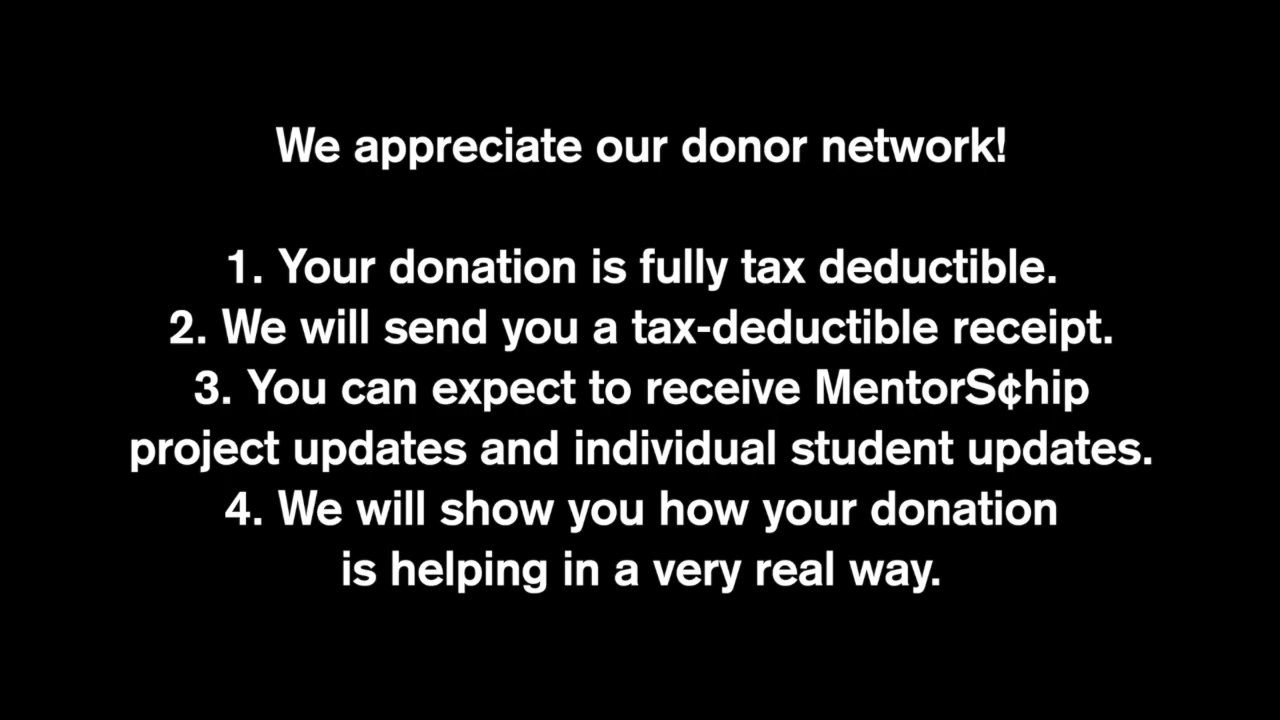 We appreciate our donor network!
1. Your donation is fully tax deductible.
2. We will send you a tax-deductible receipt.
3. You can expect to receive MentorS¢hip
project updates and individual student updates.
4. We will show you how your donation
is helping in a very real way.